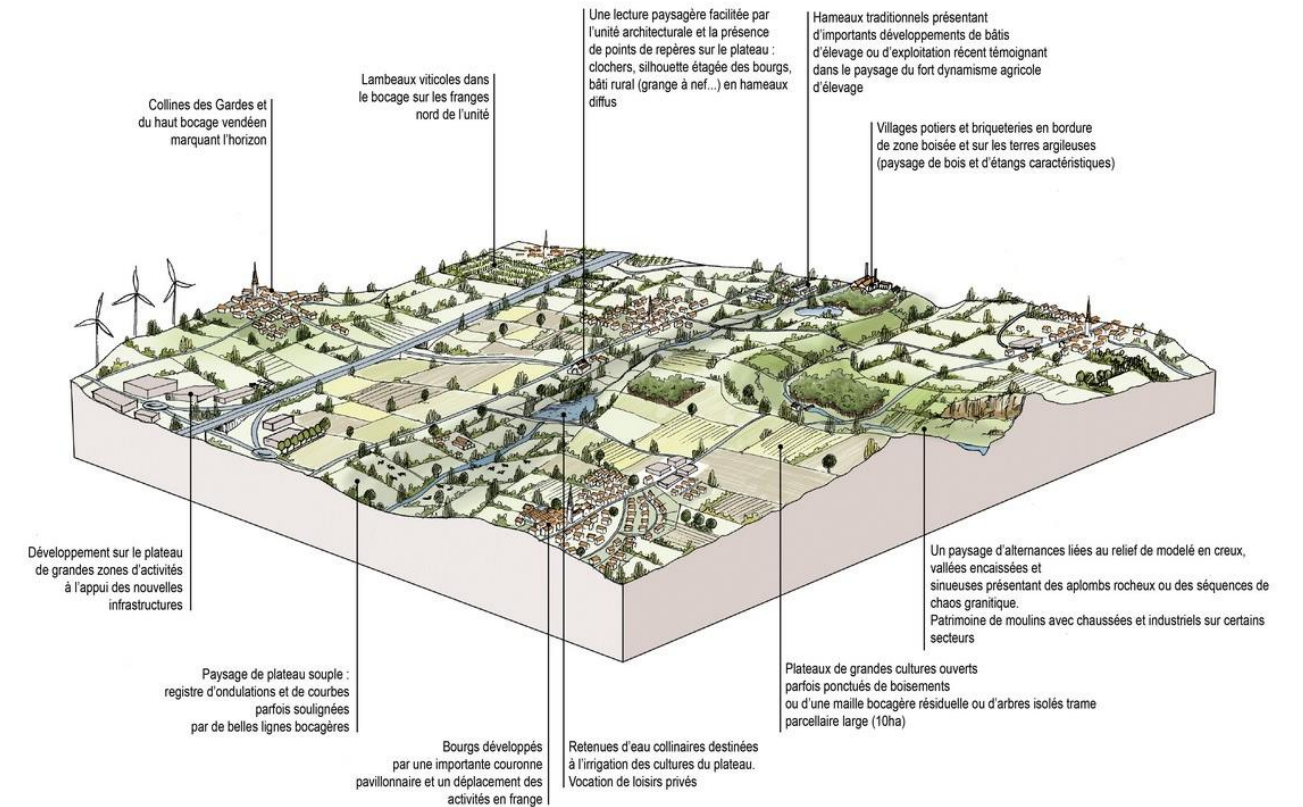 Une lecture paysagère facilitée par
l'unité architecturale et la présence
de points de repères sur le plateau :
clochers, silhouette étagée des bourgs,
bâti rural (grange à nef...) en hameaux
diffus
Hameaux traditionnels présentant
d'importants développements de bâtis
d'élevage ou d'exploitation récent témoignant
dans le paysage du fort dynamisme agricole
d'élevage
Lambeaux viticoles dans
le bocage sur les franges
nord de l'unité
Collines des Gardes et
du haut bocage vendéen
marquant l'horizon
Villages potiers et briqueteries en bordure
de zone boisée et sur les terres argileuses
(paysage de bois et d'étangs caractéristiques)
Développement sur le plateau
de grandes zones d'activités
à l'appui des nouvelles
infrastructures
Un paysage d'alternances liées au relief de modelé en creux,
vallées encaissées et
sinueuses présentant des aplombs rocheux ou des séquences de
chaos granitique.
Patrimoine de moulins avec chaussées et industriels sur certains
secteurs
Paysage de plateau souple :
registre d'ondulations et de courbes
parfois soulignées
par de belles lignes bocagères
Plateaux de grandes cultures ouverts
parfois ponctués de boisements
ou d'une maille bocagère résiduelle ou d'arbres isolés trame
parcellaire large (10ha)
Bourgs développés
par une importante couronne
pavillonnaire et un déplacement des
activités en frange
Retenues d'eau collinaires destinées
à l'irrigation des cultures du plateau.
Vocation de loisirs privés